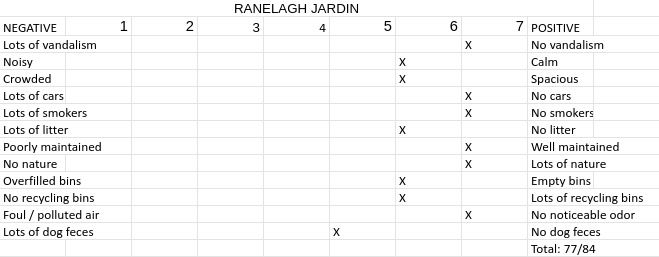 RANELAGH JARDIN
NEGATIVE 1 2 3 4 5 6 7 POSITIVE
Lots of vandalism X No vandalism
Noisy X Calm
Crowded X Spacious
Lots of cars X No cars
Lots of smokers X No smokers
Lots of litter X No litter
Poorly maintained X Well maintained
No nature X Lots of nature
Overfilled bins X Empty bins
No recycling bins X Lots of recycling bins
Foul / polluted air X No noticeable odor
Lots of dog feces X No dog feces
Total: 77/84